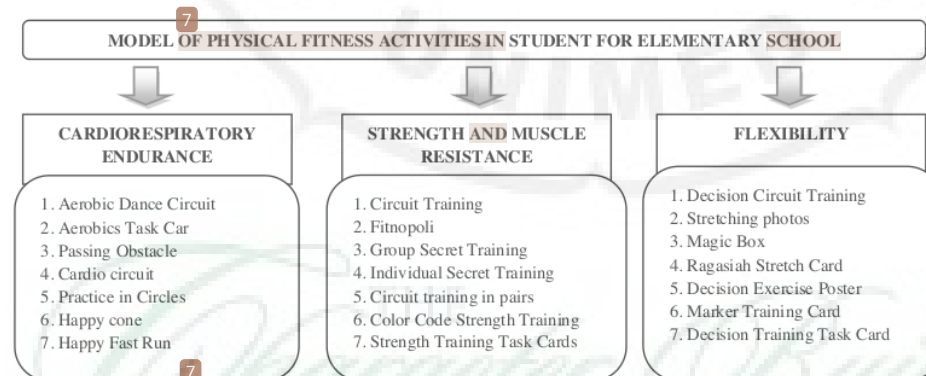 7
MODEL OF PHYSICAL FITNESS ACTIVITIES IN STUDENT FOR ELEMENTARY SCHOOL
CARDIORESPIRATORY
ENDURANCE
1. Aerobic Dance Circuit
2. Aerobics Task Car
3. Passing Obstacle
4. Cardio circuit
5. Practice in Circles
6. Happy cone
7. Happy Fast Run
STRENGTH AND MUSCLE
RESISTANCE
1. Circuit Training
2. Fitnopoli
3. Group Secret Training
4. Individual Secret Training
5. Circuit training in pairs
6. Color Code Strength Training
7. Strength Training Task Cards
FLEXIBILITY
1. Decision Circuit Training
2. Stretching photos
3. Magic Box
4. Ragasiah Stretch Card
5. Decision Exercise Poster
6. Marker Training Card
7. Decision Training Task Card
7
UNIMED
THE